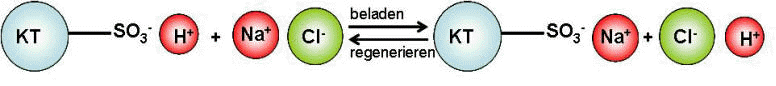 beladen
KT SO₃⁻ H⁺ + Na⁺ Cl⁻ KT SO₃⁻ Na⁺ + Cl⁻ H⁺
regenerieren